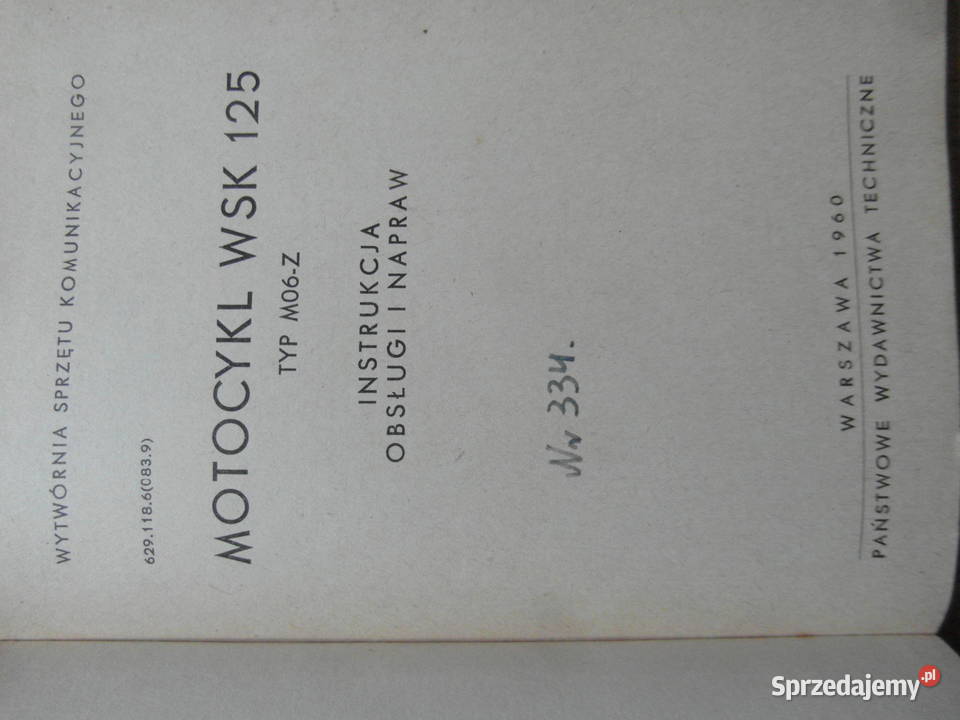 WYTWÓRNIA SPRZĘTU KOMUNIKACYJNEGO
629.118.6(083.9)
MOTOCYKL WSK 125
TYP M06-Z
INSTRUKCJA
OBSŁUGI I NAPRAW
Nr 334.
WARSZAWA 1960
PAŃSTWOWE WYDAWNICTWA TECHNICZNE
Sprzedajemy.pl